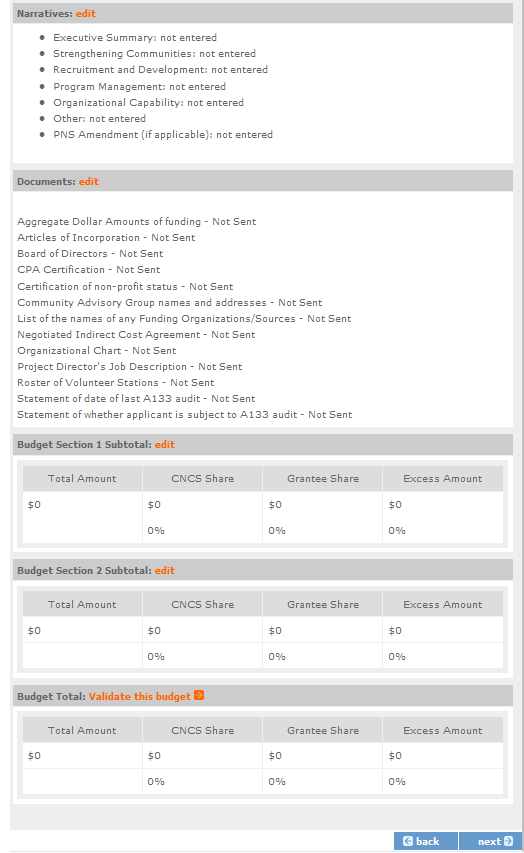 Narratives: edit
Executive Summary: not entered
Strengthening Communities: not entered
Recruitment and Development: not entered
Program Management: not entered
Organizational Capability: not entered
Other: not entered
PNS Amendment (if applicable): not entered
Documents: edit
Aggregate Dollar Amounts of funding - Not Sent
Articles of Incorporation - Not Sent
Board of Directors - Not Sent
CPA Certification - Not Sent
Certification of non-profit status - Not Sent
Community Advisory Group names and addresses - Not Sent
List of the names of any Funding Organizations/Sources - Not Sent
Negotiated Indirect Cost Agreement - Not Sent
Organizational Chart - Not Sent
Project Director's Job Description - Not Sent
Roster of Volunteer Stations - Not Sent
Statement of date of last A133 audit - Not Sent
Statement of whether applicant is subject to A133 audit - Not Sent
Budget Section 1 Subtotal: edit
Total Amount CNCS Share Grantee Share Excess Amount
$0 $0 $0 $0
0% 0% 0%
Budget Section 2 Subtotal: edit
Total Amount CNCS Share Grantee Share Excess Amount
$0 $0 $0 $0
0% 0% 0%
Budget Total: Validate this budget
Total Amount CNCS Share Grantee Share Excess Amount
$0 $0 $0 $0
0% 0% 0%
back next